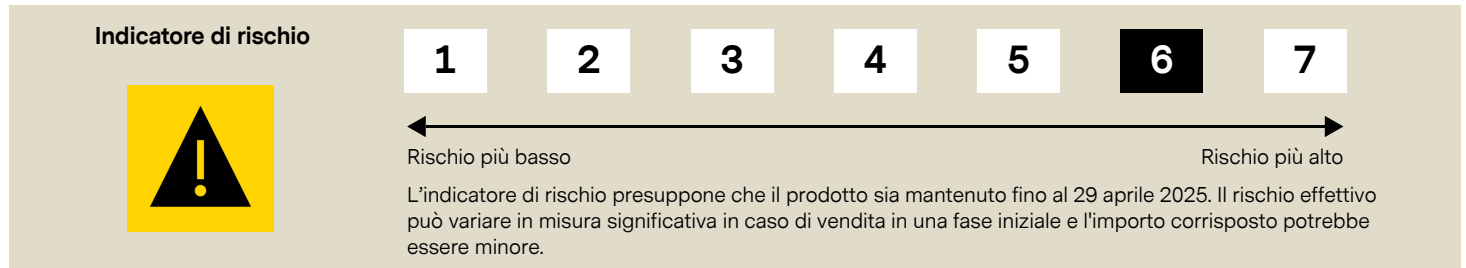 Indicatore di rischio
1 2 3 4 5 6 7
!
Rischio più basso Rischio più alto
L'indicatore di rischio presuppone che il prodotto sia mantenuto fino al 29 aprile 2025. Il rischio effettivo
può variare in misura significativa in caso di vendita in una fase iniziale e l'importo corrisposto potrebbe
essere minore.